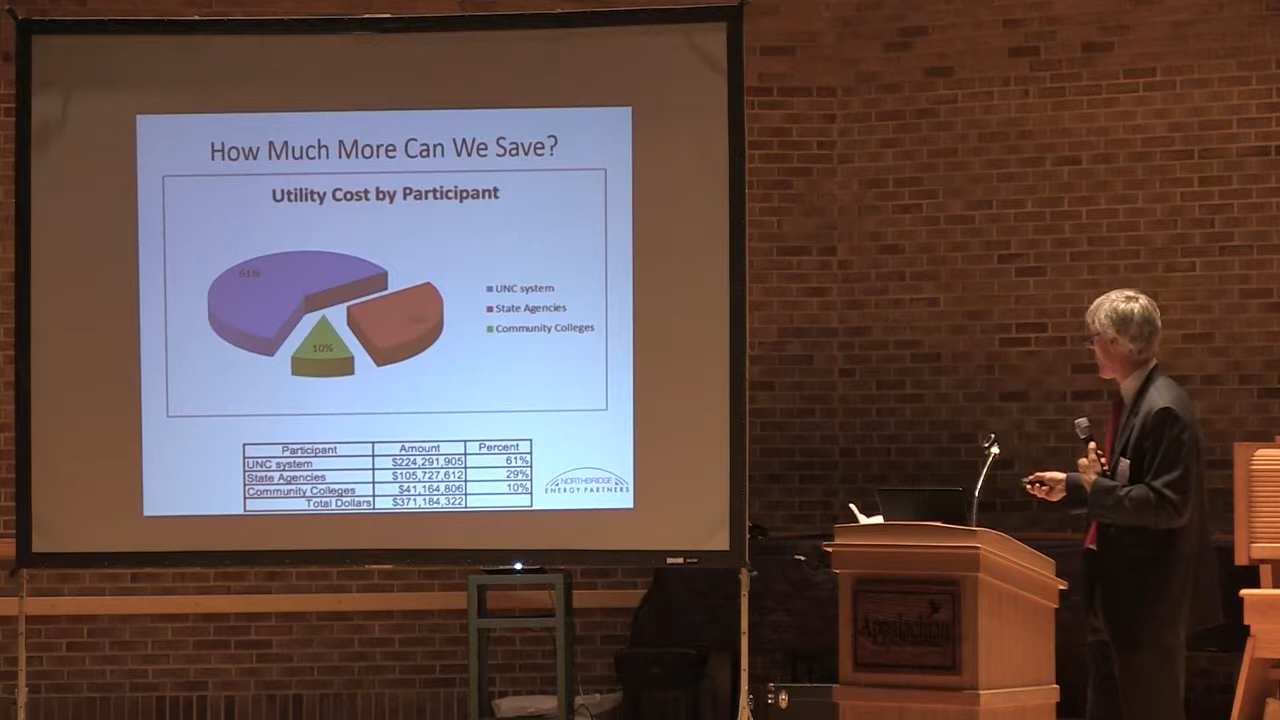 How Much More Can We Save?
Utility Cost by Participant
61%
10%
UNC system
State Agencies
Community Colleges
Participant Amount Percent
UNC system $224,291,905 61%
State Agencies $105,727,612 29%
Community Colleges $41,164,806 10%
Total Dollars $371,184,322
NORTHBRIDGE
ENERGY PARTNERS
Appalachian